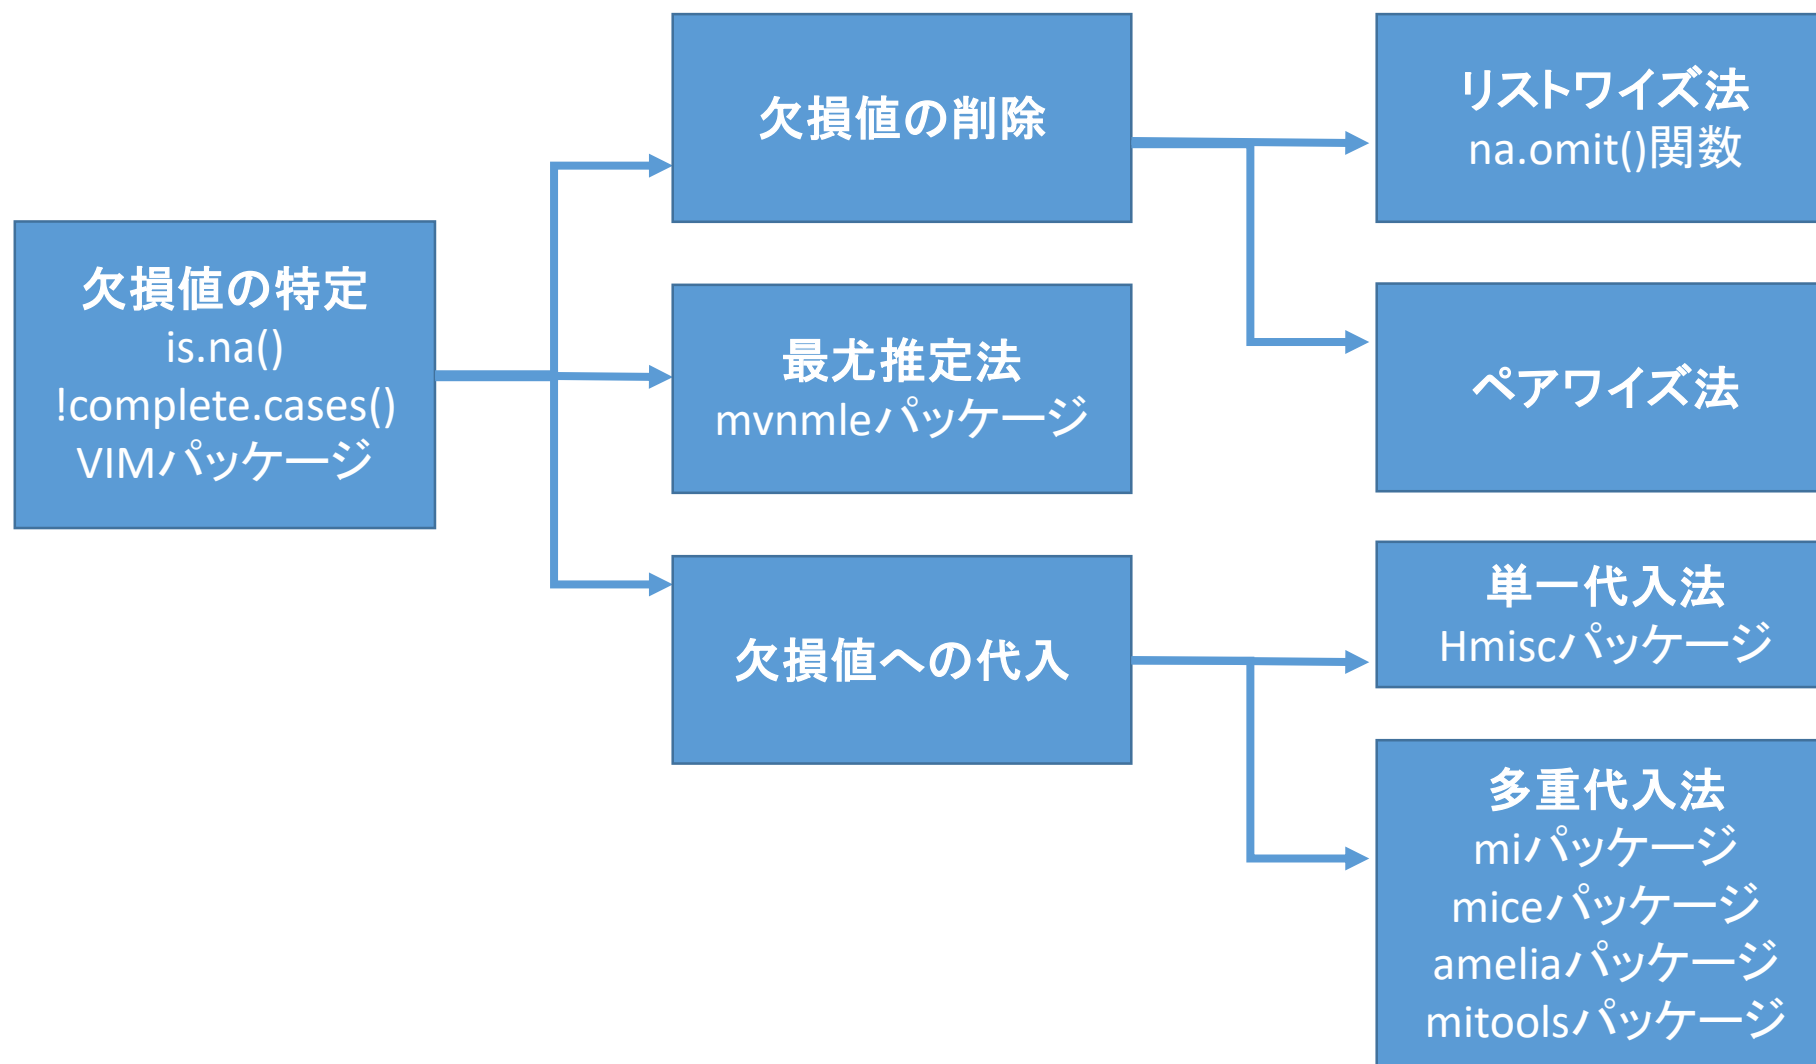 欠損値の特定
is.na()
!complete.cases()
VIMパッケージ
欠損値の削除
最尤推定法
mvnmleパッケージ
欠損値への代入
リストワイズ法
na.omit()関数
ペアワイズ法
単一代入法
Hmiscパッケージ
多重代入法
miパッケージ
miceパッケージ
ameliaパッケージ
mitoolsパッケージ